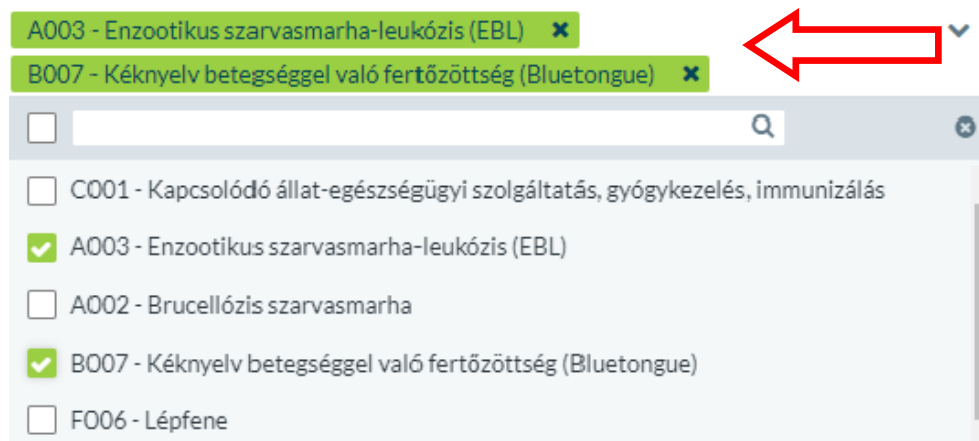 A003 - Enzootikus szarvasmarha-leukózis (EBL)
B007 - Kéknyelv betegséggel való fertőzöttség (Bluetongue)
C001 - Kapcsolódó állat-egészségügyi szolgáltatás, gyógykezelés, immunizálás
A003 - Enzootikus szarvasmarha-leukózis (EBL)
A002 - Brucellózis szarvasmarha
B007 - Kéknyelv betegséggel való fertőzöttség (Bluetongue)
F006 - Lépfene